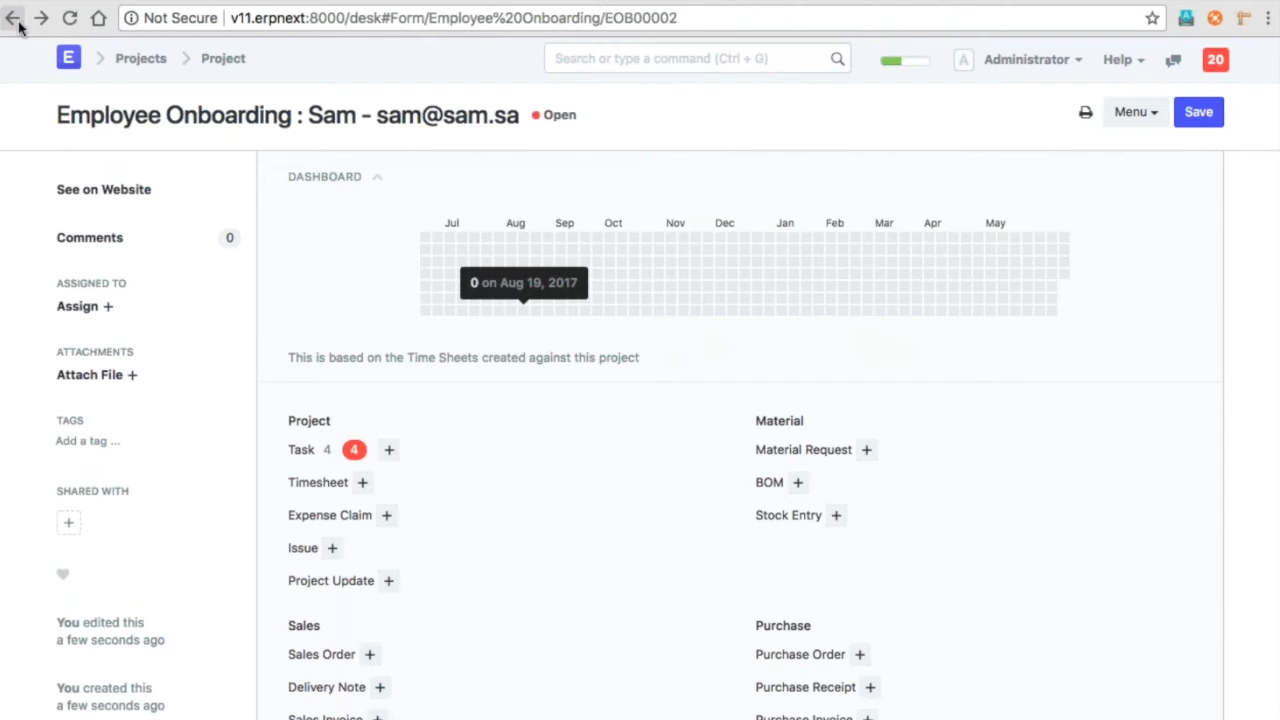 Not Secure | v11.erpnext:8000/desk#Form/Employee%20Onboarding/EOB00002
E Projects Project Search or type a command (Ctrl + G) A Administrator Help 20
Employee Onboarding : Sam - sam@sam.sa Open Menu Save
See on Website
Comments 0
ASSIGNED TO
Assign +
ATTACHMENTS
Attach File +
TAGS
Add a tag ...
SHARED WITH
+
You edited this
a few seconds ago
You created this
a few seconds ago
DASHBOARD
Jul Aug Sep Oct Nov Dec Jan Feb Mar Apr May
0 on Aug 19, 2017
This is based on the Time Sheets created against this project
Project
Task 4 4 +
Timesheet +
Expense Claim +
Issue +
Project Update +
Material
Material Request +
BOM +
Stock Entry +
Sales
Sales Order +
Delivery Note +
Sales Invoice +
Purchase
Purchase Order +
Purchase Receipt +
Purchase Invoice +